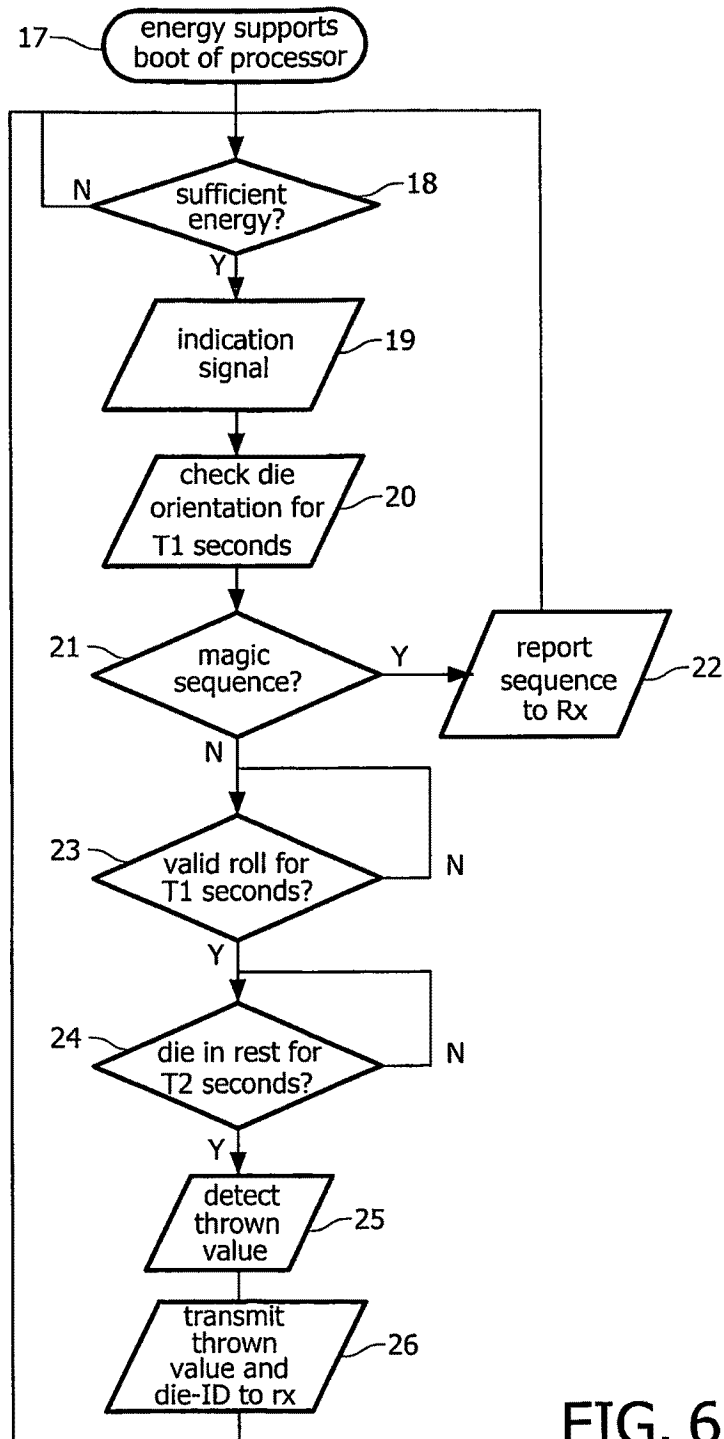 17
energy supports
boot of processor
18
N
sufficient
energy?
Y
indication
signal
19
check die
orientation for
T1 seconds
20
21
magic
sequence?
Y
report
sequence
to Rx
22
N
23
valid roll for
T1 seconds?
N
Y
24
die in rest for
T2 seconds?
N
Y
detect
thrown
value
25
transmit
thrown
value and
die-ID to rx
26
FIG. 6